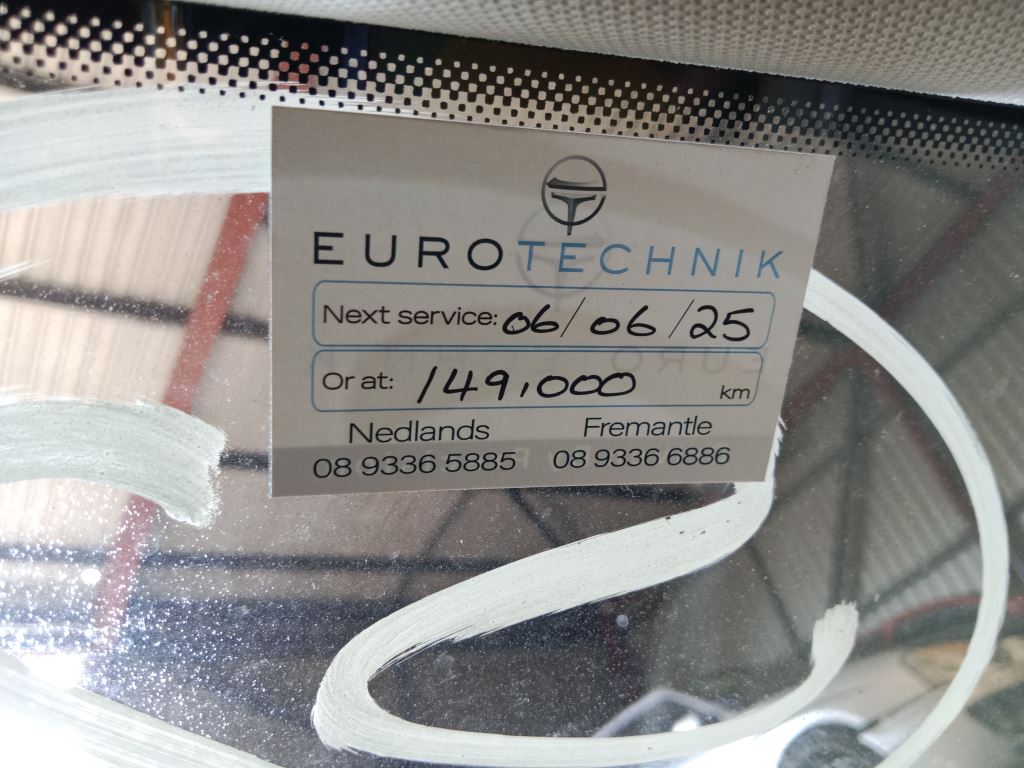 EUROTECHNIK
Next service: 06/06/25
Or at: 149,000 km
Nedlands Fremantle
08 9336 5885 08 9336 6886